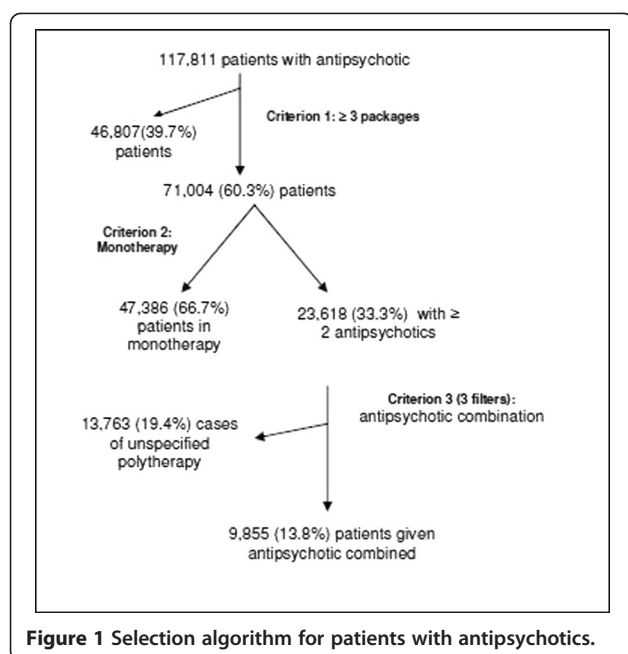 117,811 patients with antipsychotic
Criterion 1: ≥ 3 packages
46,807(39.7%)
patients
71,004 (60.3%) patients
Criterion 2:
Monotherapy
47,386 (66.7%)
patients in
monotherapy
23,618 (33.3%) with ≥
2 antipsychotics
Criterion 3 (3 filters):
antipsychotic combination
13,763 (19.4%) cases
of unspecified
polytherapy
9,855 (13.8%) patients given
antipsychotic combined
Figure 1 Selection algorithm for patients with antipsychotics.